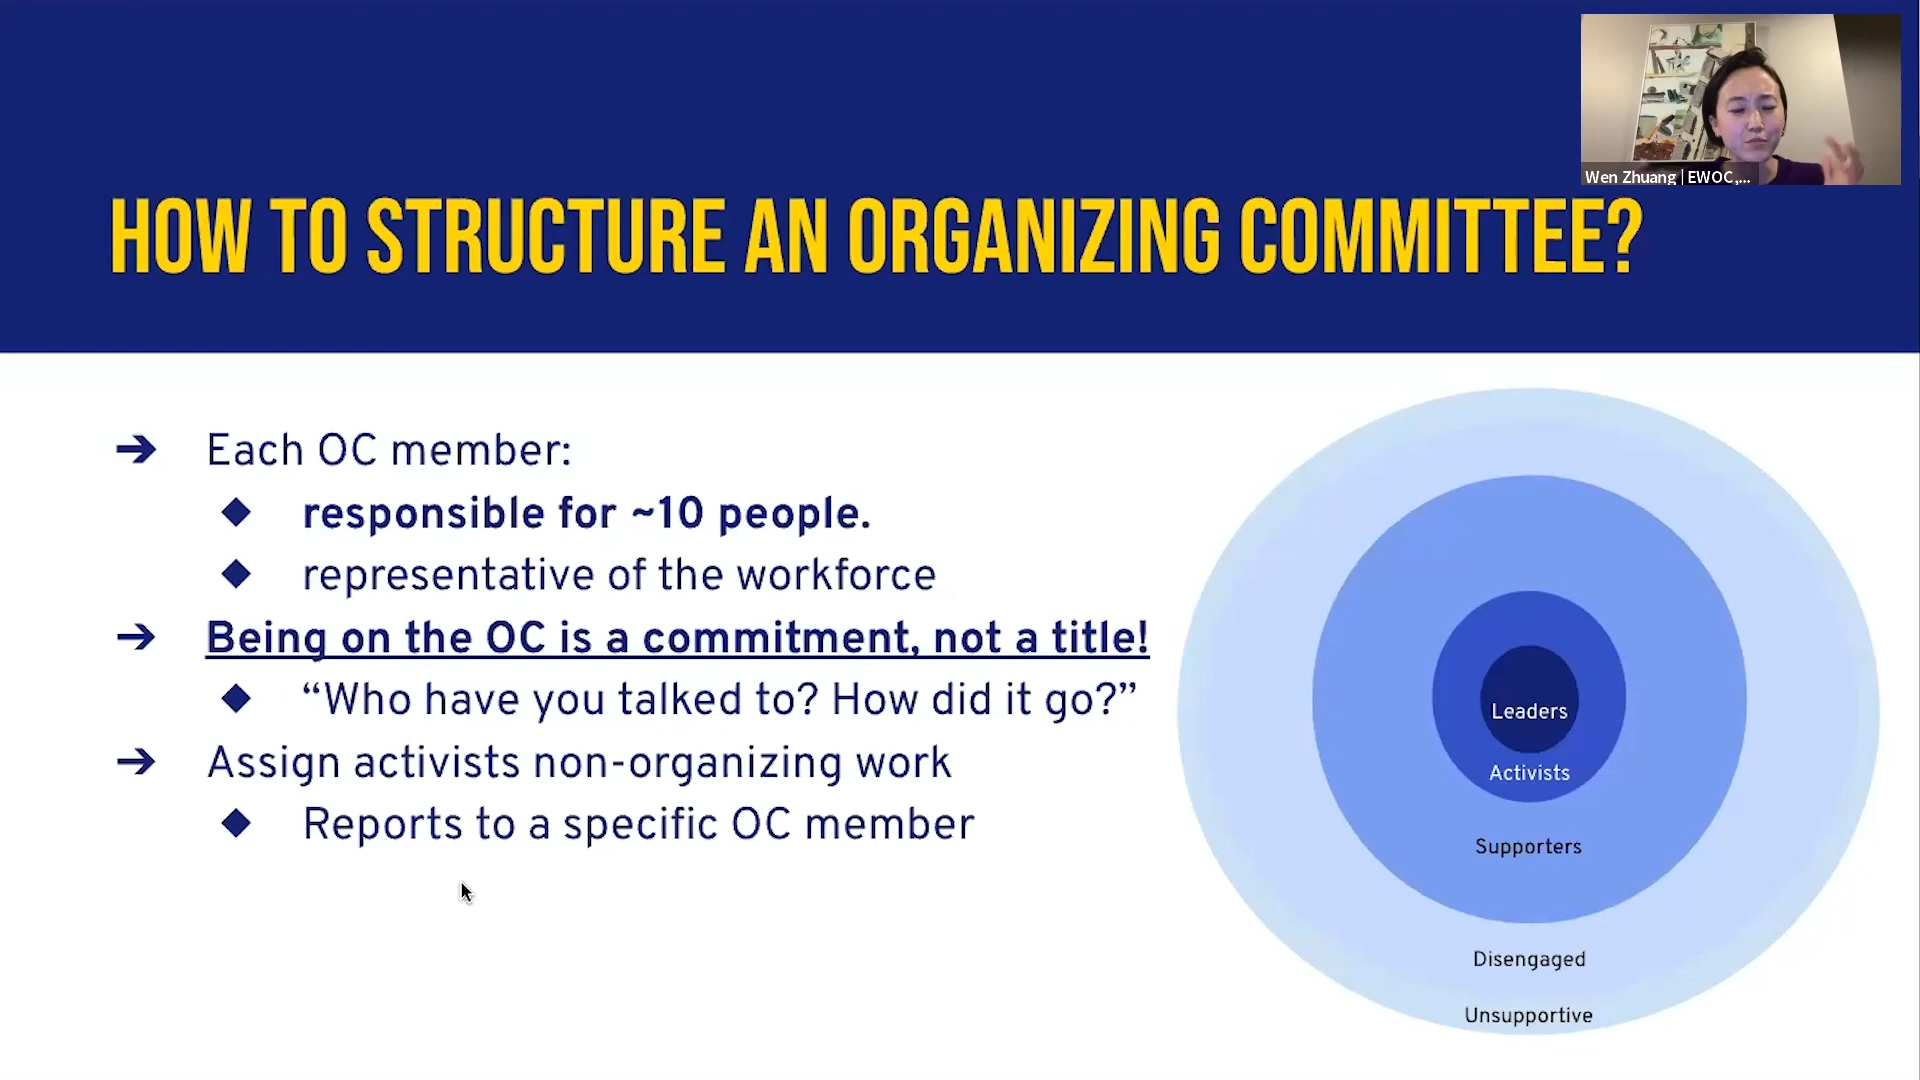 Wen Zhuang | EWOC,...
HOW TO STRUCTURE AN ORGANIZING COMMITTEE?
➔ Each OC member:
◆ responsible for ~10 people.
◆ representative of the workforce
➔ Being on the OC is a commitment, not a title!
◆ “Who have you talked to? How did it go?”
➔ Assign activists non-organizing work
◆ Reports to a specific OC member
Leaders
Activists
Supporters
Disengaged
Unsupportive